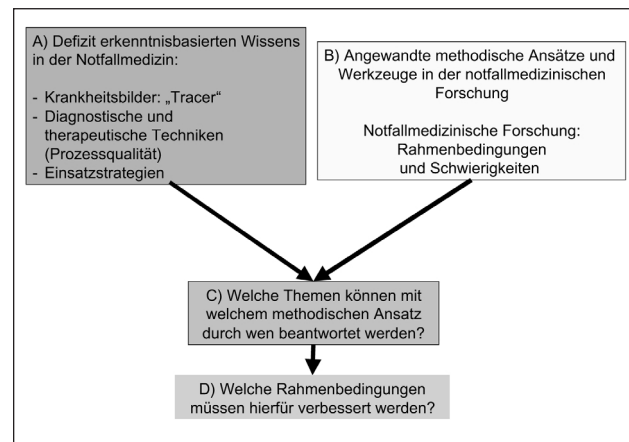 A) Defizit erkenntnisbasierten Wissens
in der Notfallmedizin:
- Krankheitsbilder: „Tracer“
- Diagnostische und
therapeutische Techniken
(Prozessqualität)
- Einsatzstrategien
B) Angewandte methodische Ansätze und
Werkzeuge in der notfallmedizinischen
Forschung
Notfallmedizinische Forschung:
Rahmenbedingungen
und Schwierigkeiten
C) Welche Themen können mit
welchem methodischen Ansatz
durch wen beantwortet werden?
D) Welche Rahmenbedingungen
müssen hierfür verbessert werden?